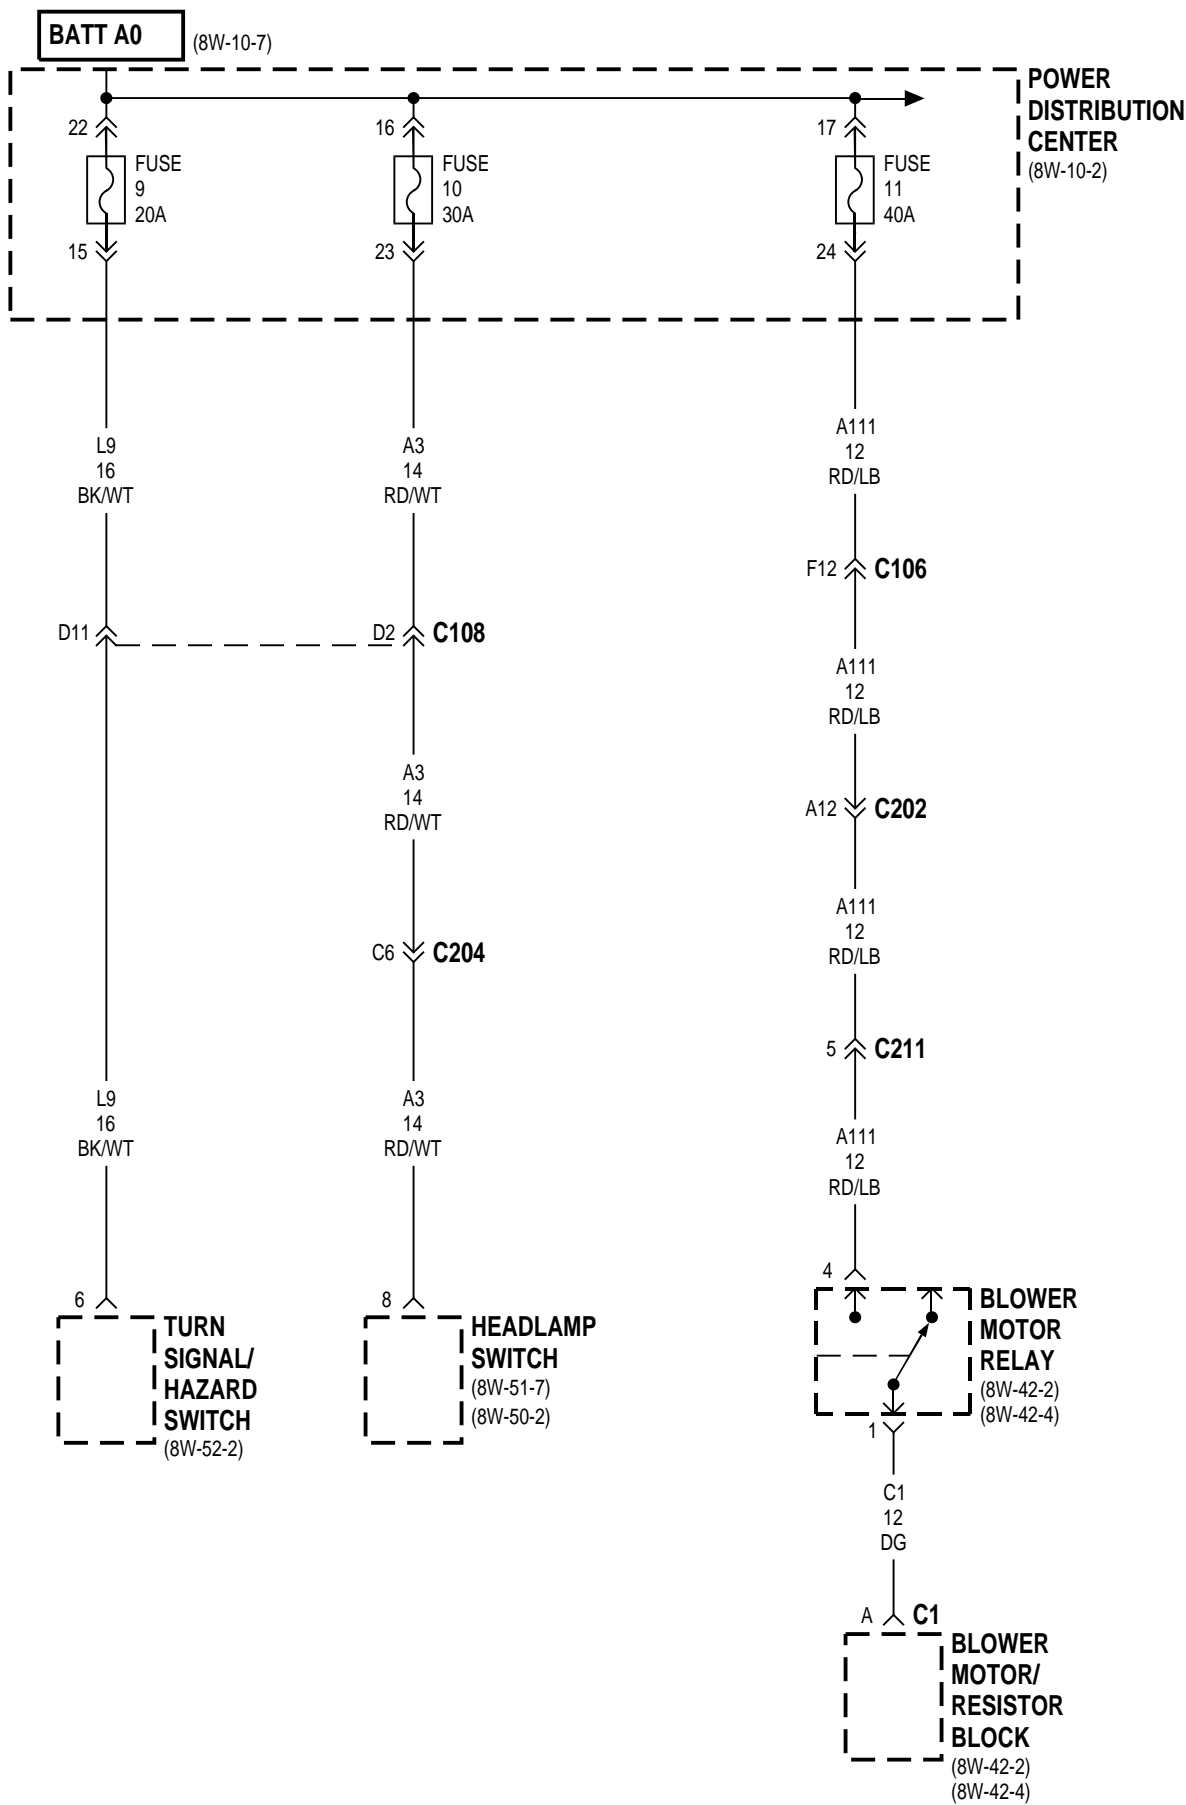 BATT A0
(8W-10-7)
POWER
DISTRIBUTION
CENTER
(8W-10-2)
22
FUSE
9
20A
15
16
FUSE
10
30A
23
17
FUSE
11
40A
24
L9
16
BK/WT
A3
14
RD/WT
A111
12
RD/LB
F12
C106
D11
D2
C108
A111
12
RD/LB
A3
14
RD/WT
A12
C202
A111
12
RD/LB
C6
C204
5
C211
L9
16
BK/WT
A3
14
RD/WT
A111
12
RD/LB
4
6
TURN
SIGNAL/
HAZARD
SWITCH
(8W-52-2)
8
HEADLAMP
SWITCH
(8W-51-7)
(8W-50-2)
BLOWER
MOTOR
RELAY
(8W-42-2)
(8W-42-4)
1
C1
12
DG
A
C1
BLOWER
MOTOR/
RESISTOR
BLOCK
(8W-42-2)
(8W-42-4)